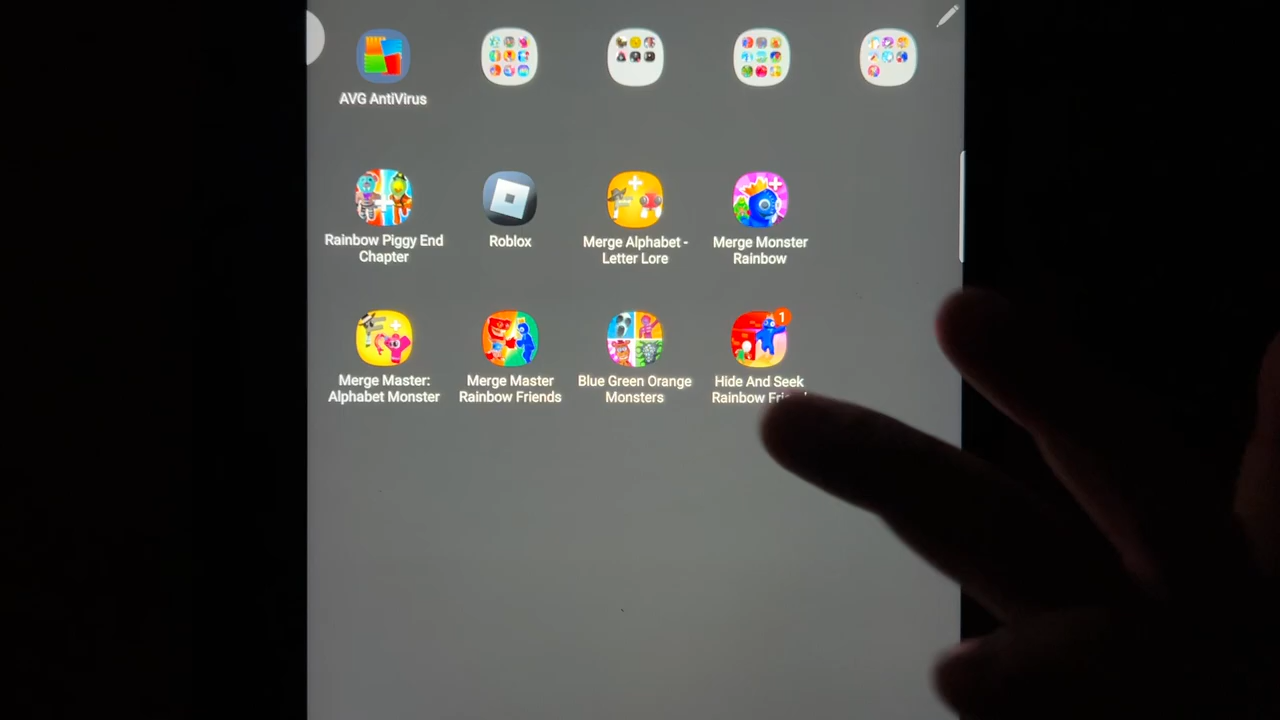 AVG AntiVirus
Rainbow Piggy End
Chapter
Roblox
Merge Alphabet -
Letter Lore
Merge Monster
Rainbow
Merge Master:
Alphabet Monster
Merge Master
Rainbow Friends
Blue Green Orange
Monsters
1
Hide And Seek
Rainbow